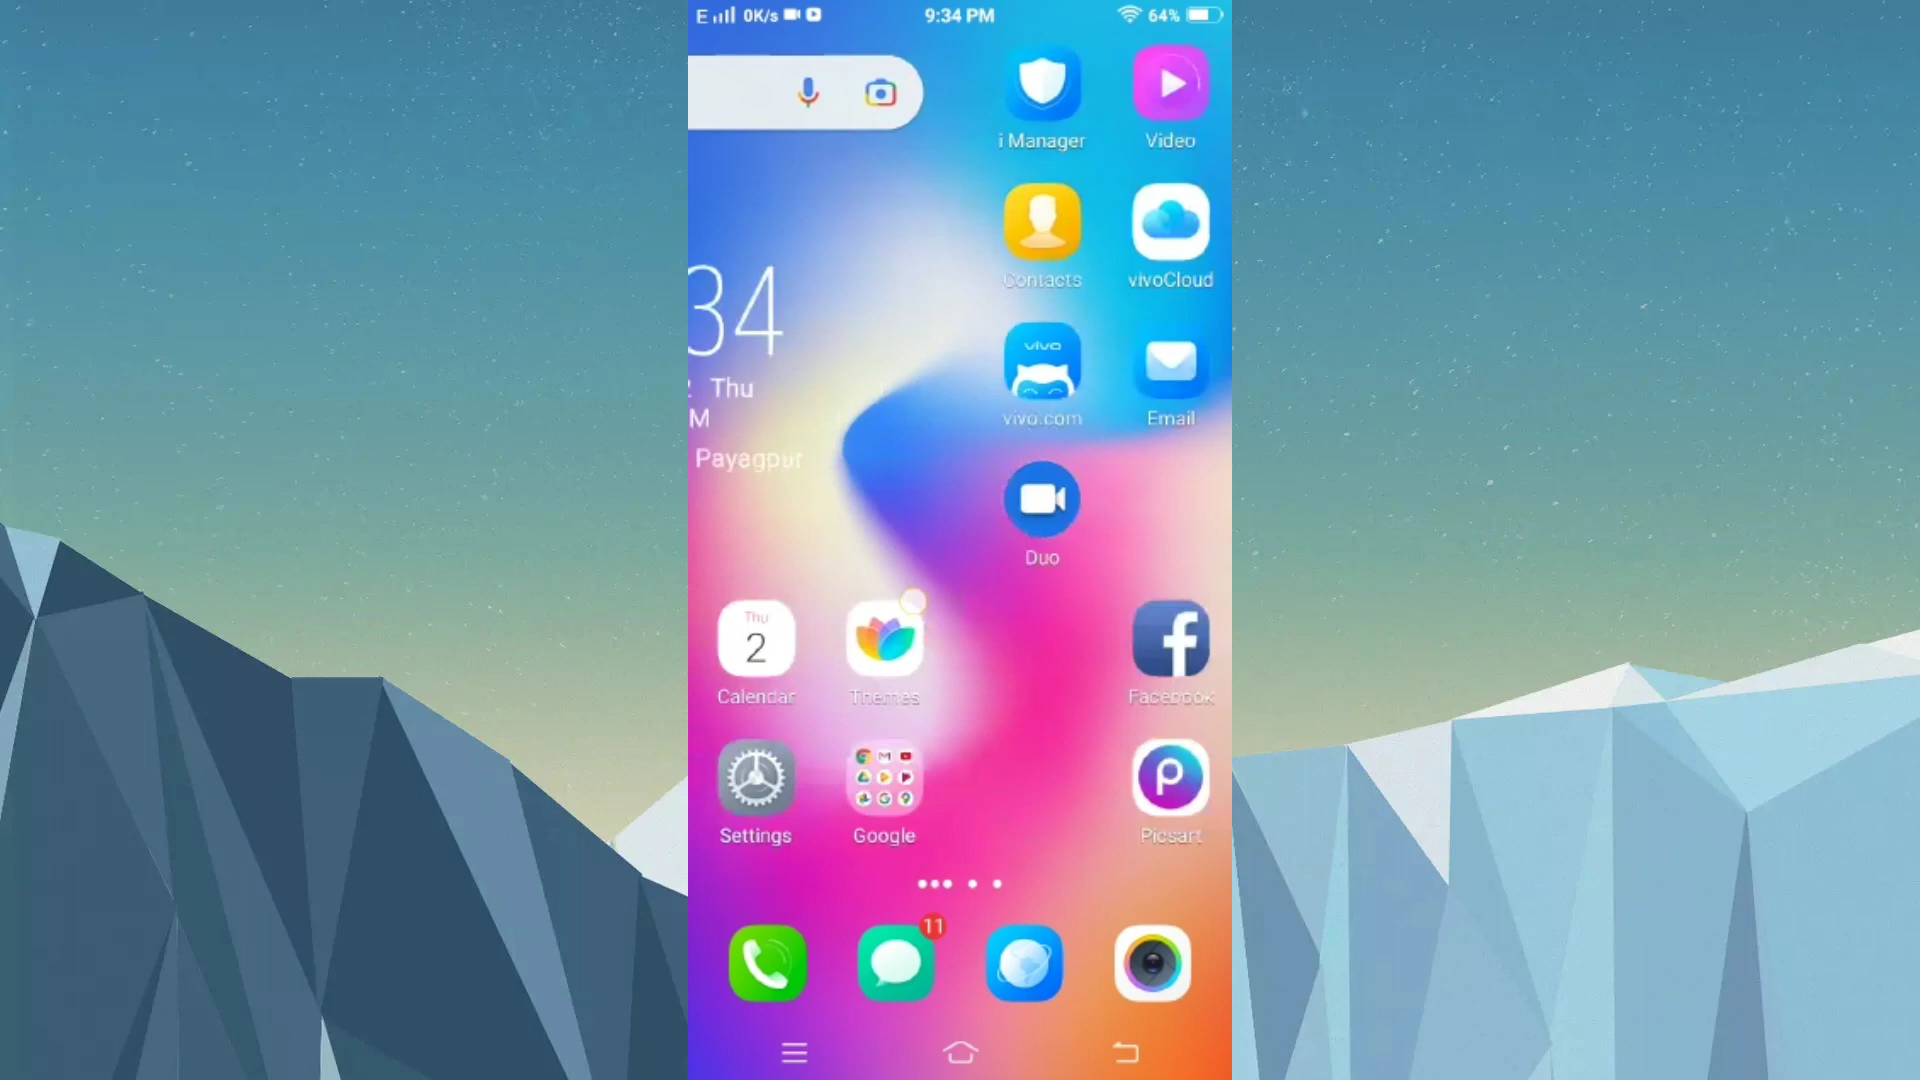 E 0K/s 9:34 PM 64%
i Manager Video
Contacts vivoCloud
34
Thu
M
Payagpur
vivo
vivo.com Email
Duo
Thu
2
Calendar Themes Facebook
Settings Google Picsart
11